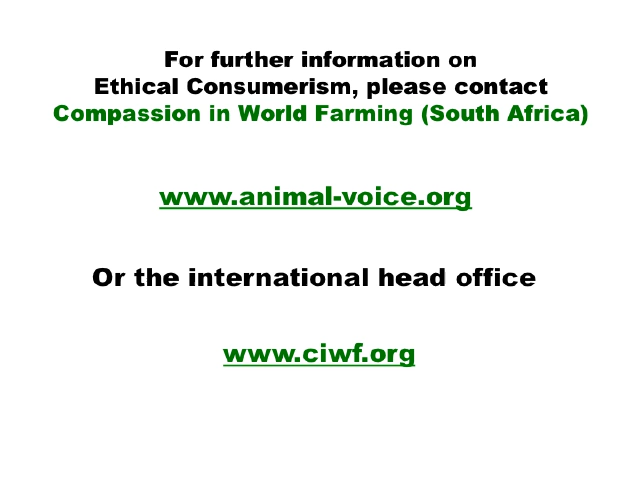 For further information on
Ethical Consumerism, please contact
Compassion in World Farming (South Africa)
www.animal-voice.org
Or the international head office
www.ciwf.org